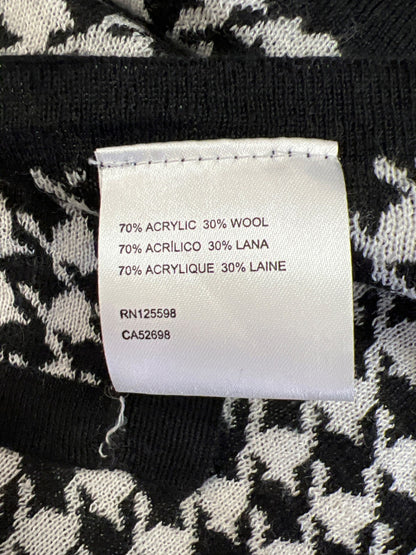 70% ACRYLIC 30% WOOL
70% ACRÍLICO 30% LANA
70% ACRYLIQUE 30% LAINE
RN125598
CA52698